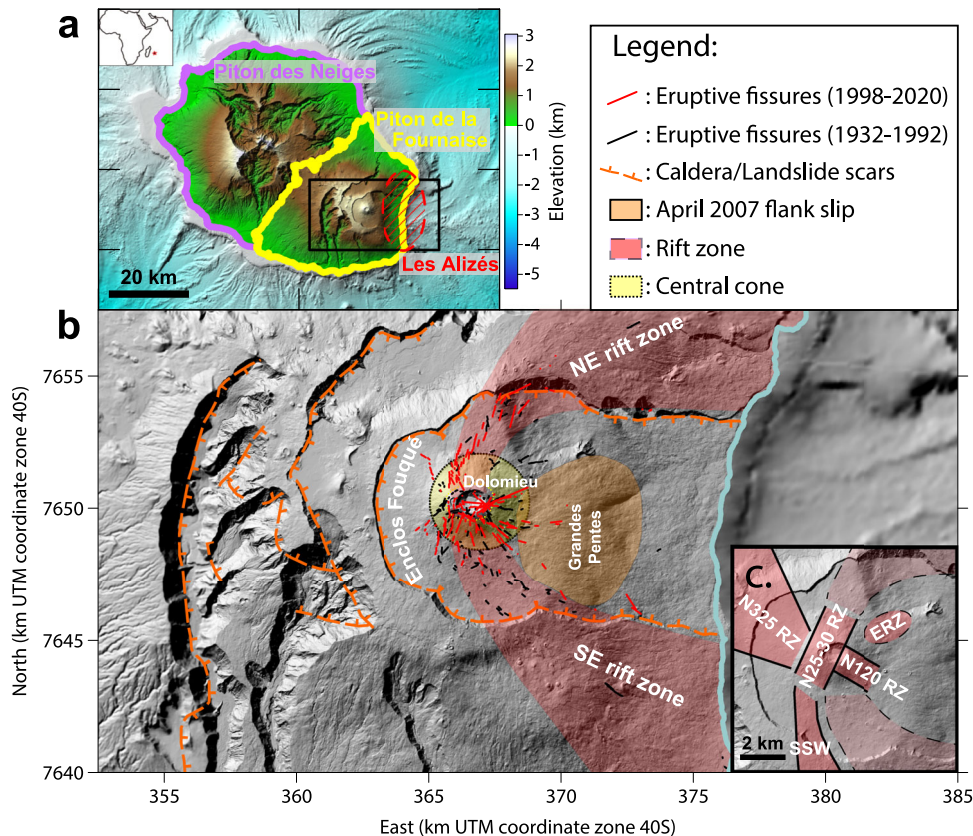 a
Piton des Neiges
Piton de la
Fournaise
Les Alizés
20 km
3
2
1
0
-1
-2
-3
-4
-5
Elevation (km)
Legend:
: Eruptive fissures (1998-2020)
: Eruptive fissures (1932-1992)
: Caldera/Landslide scars
: April 2007 flank slip
: Rift zone
: Central cone
b
NE rift zone
Enclos Fouqué
Dolomieu
Grandes
Pentes
SE rift zone
North (km UTM coordinate zone 40S)
7655
7650
7645
7640
C.
N325 RZ
N25-30 RZ
ERZ
N120 RZ
SSW
2 km
355
360
365
370
375
380
385
East (km UTM coordinate zone 40S)